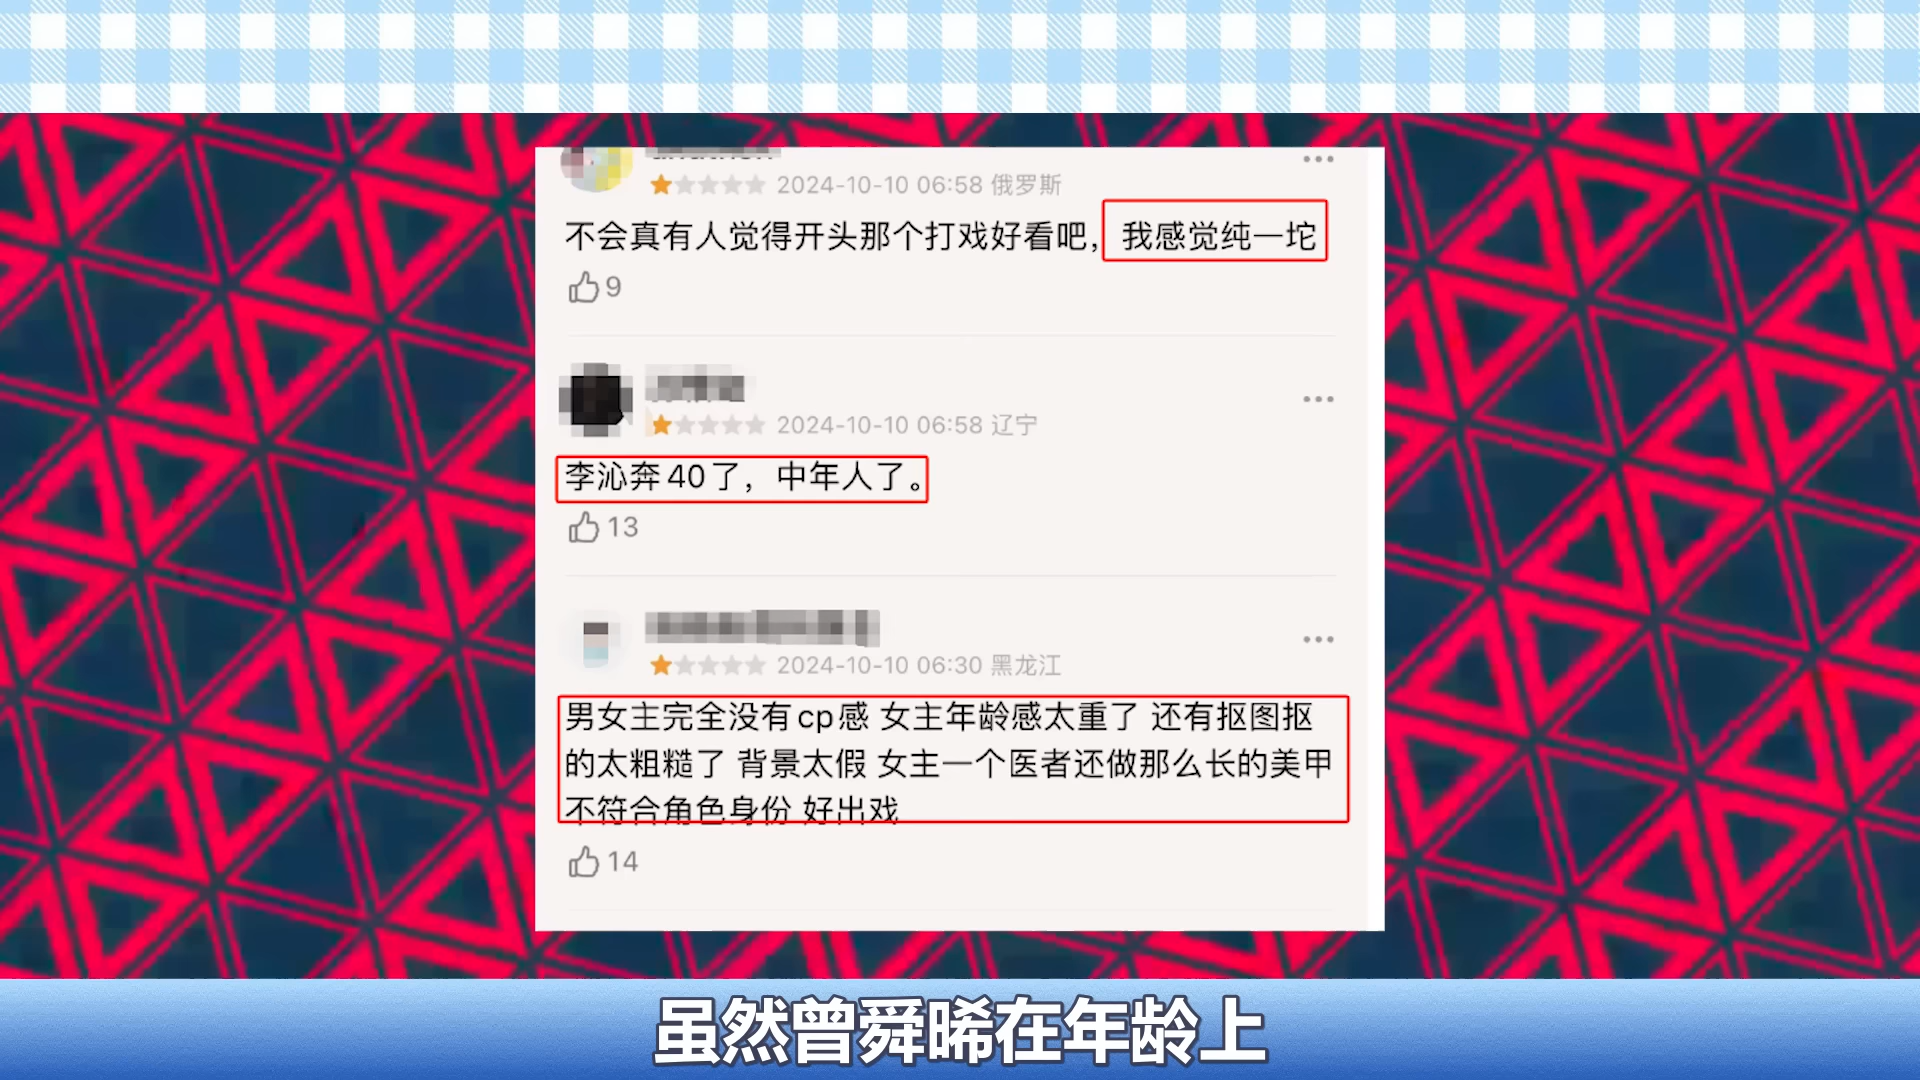 2024-10-10 06:58 俄罗斯
不会真有人觉得开头那个打戏好看吧，我感觉纯一坨
9
2024-10-10 06:58 辽宁
李沁奔40了，中年人了。
13
2024-10-10 06:30 黑龙江
男女主完全没有cp感 女主年龄感太重了 还有抠图抠
的太粗糙了 背景太假 女主一个医者还做那么长的美甲
不符合角色身份 好出戏
14
虽然曾舜晞在年龄上